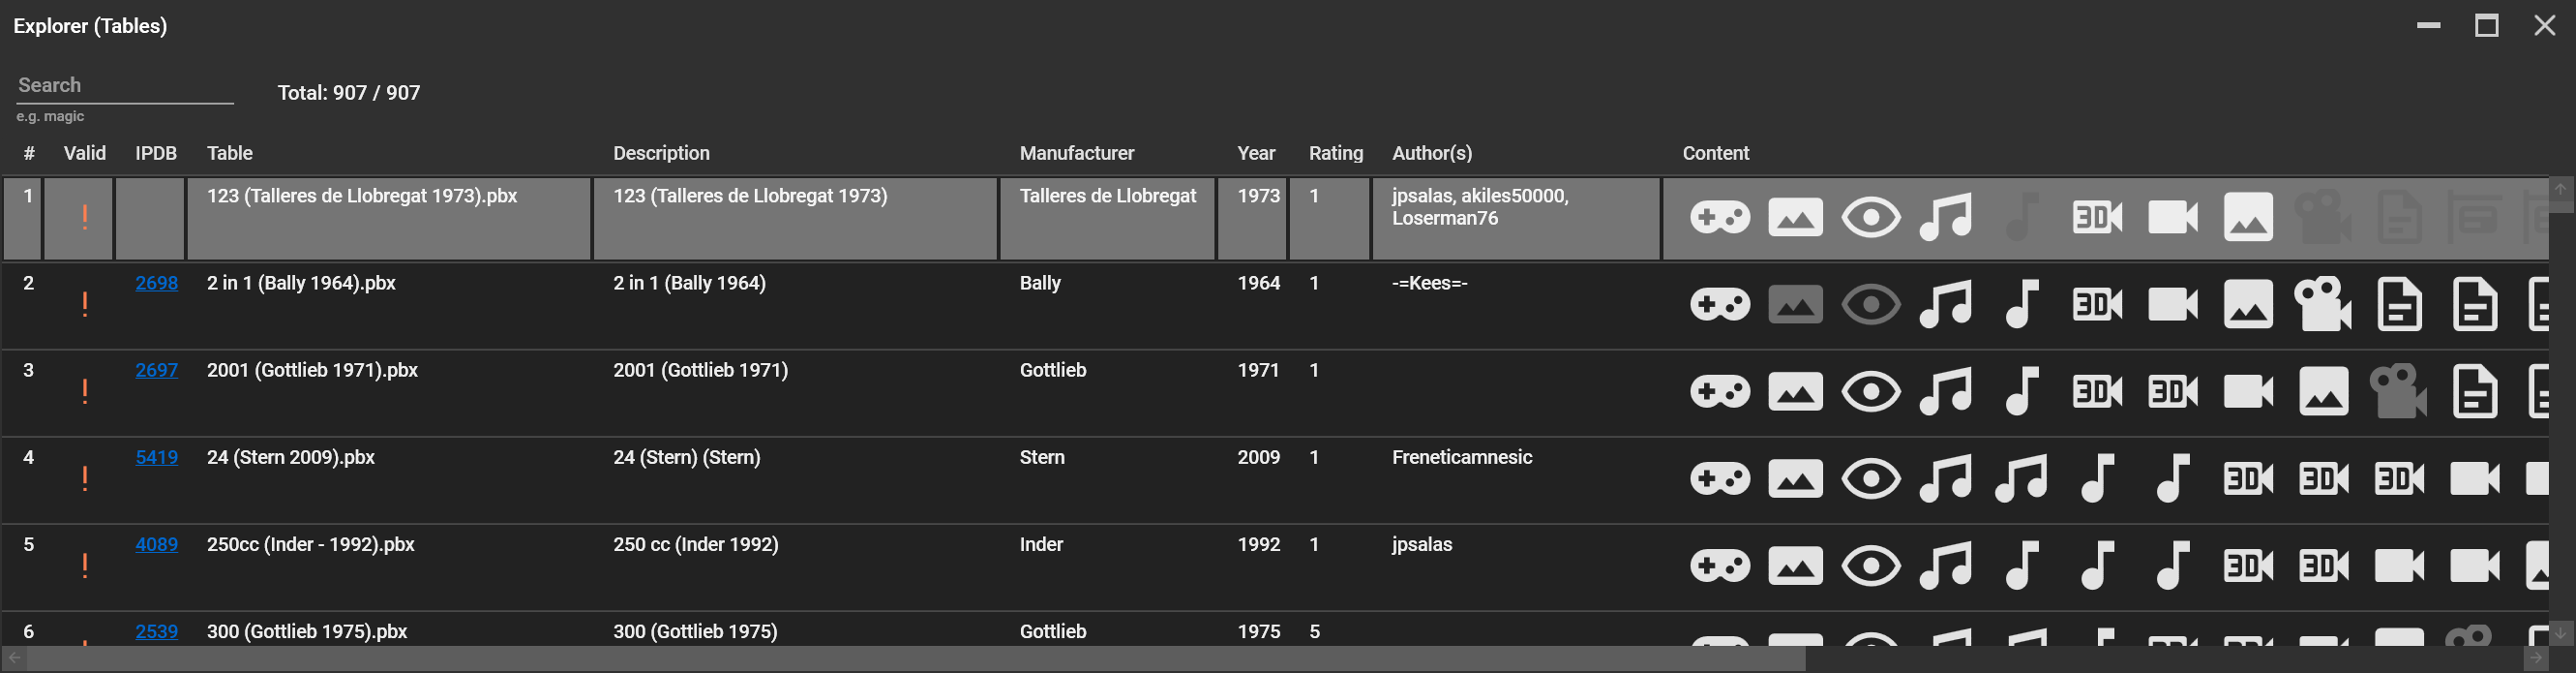 Explorer (Tables)
Search
Total: 907 / 907
e.g. magic
# Valid IPDB Table Description Manufacturer Year Rating Author(s) Content
1 ! 123 (Talleres de Llobregat 1973).pbx 123 (Talleres de Llobregat 1973) Talleres de Llobregat 1973 1 jpsalas, akiles50000,
Loserman76
3D
2 ! 2698 2 in 1 (Bally 1964).pbx 2 in 1 (Bally 1964) Bally 1964 1 -=Kees=-
3D
3 ! 2697 2001 (Gottlieb 1971).pbx 2001 (Gottlieb 1971) Gottlieb 1971 1
3D 3D
4 ! 5419 24 (Stern 2009).pbx 24 (Stern) (Stern) Stern 2009 1 Freneticamnesic
3D 3D 3D
5 ! 4089 250cc (Inder - 1992).pbx 250 cc (Inder 1992) Inder 1992 1 jpsalas
3D 3D
6 2539 300 (Gottlieb 1975).pbx 300 (Gottlieb 1975) Gottlieb 1975 5